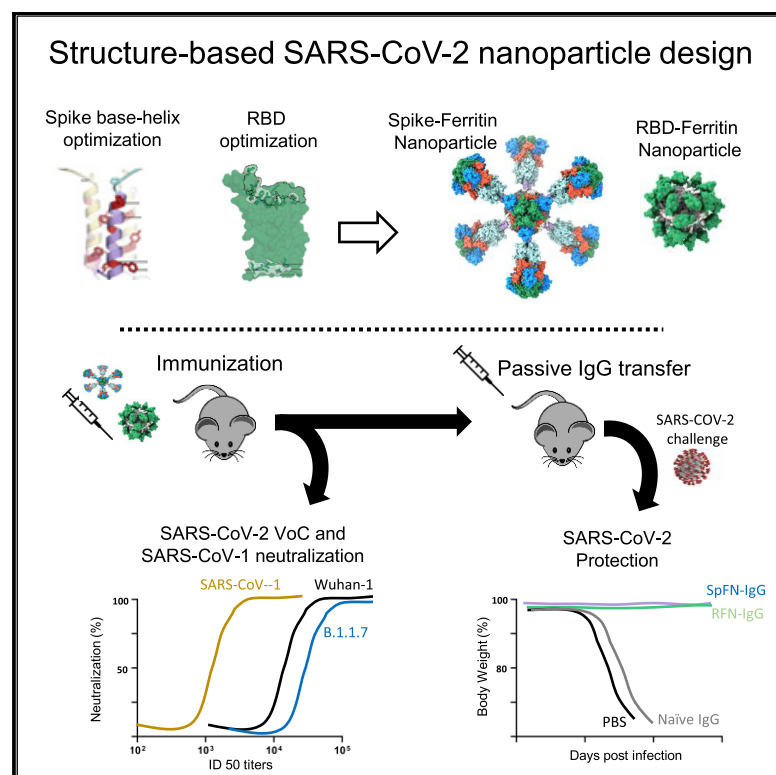 Structure-based SARS-CoV-2 nanoparticle design
Spike base-helix
optimization
RBD
optimization
Spike-Ferritin
Nanoparticle
RBD-Ferritin
Nanoparticle
Immunization
Passive IgG transfer
SARS-COV-2
challenge
SARS-CoV-2 VoC and
SARS-CoV-1 neutralization
SARS-CoV-2
Protection
SARS-CoV--1
Wuhan-1
B.1.1.7
Neutralization (%)
100
50
10²
10³
10⁴
10⁵
ID 50 titers
SpFN-IgG
RFN-IgG
Body Weight (%)
100
80
PBS
Naïve IgG
Days post infection